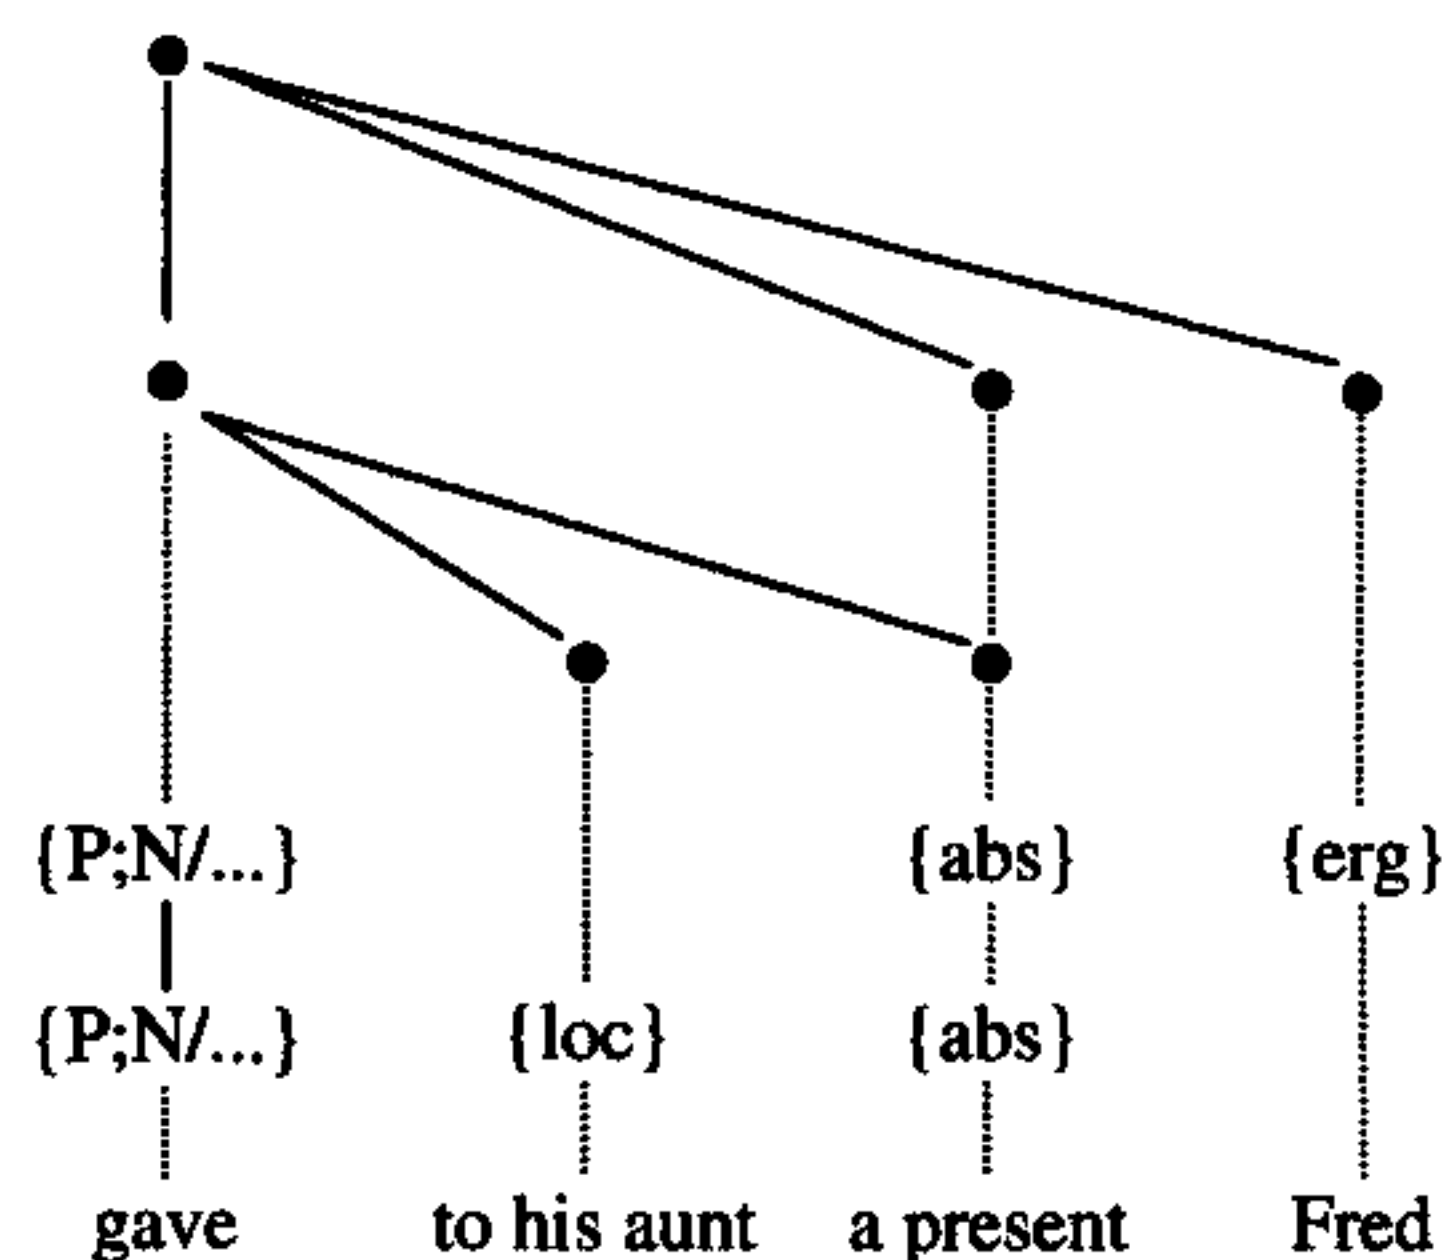 {P;N/...} {abs} {erg}
{P;N/...} {loc} {abs}
gave to his aunt a present Fred